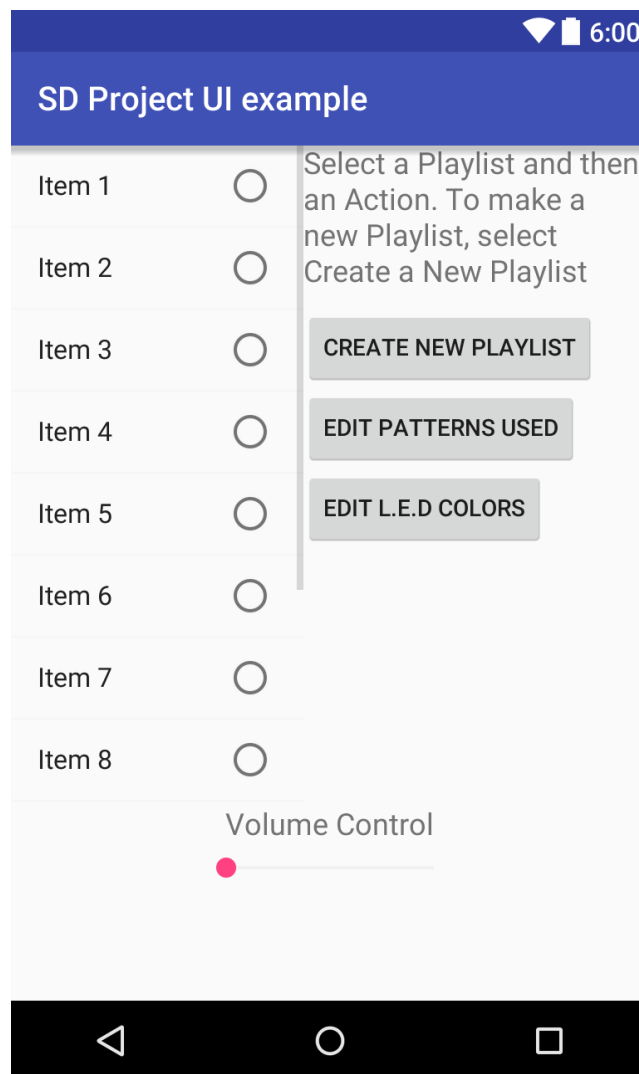 6:00
SD Project UI example
Item 1
Item 2
Item 3
Item 4
Item 5
Item 6
Item 7
Item 8
Select a Playlist and then
an Action. To make a
new Playlist, select
Create a New Playlist
CREATE NEW PLAYLIST
EDIT PATTERNS USED
EDIT L.E.D COLORS
Volume Control